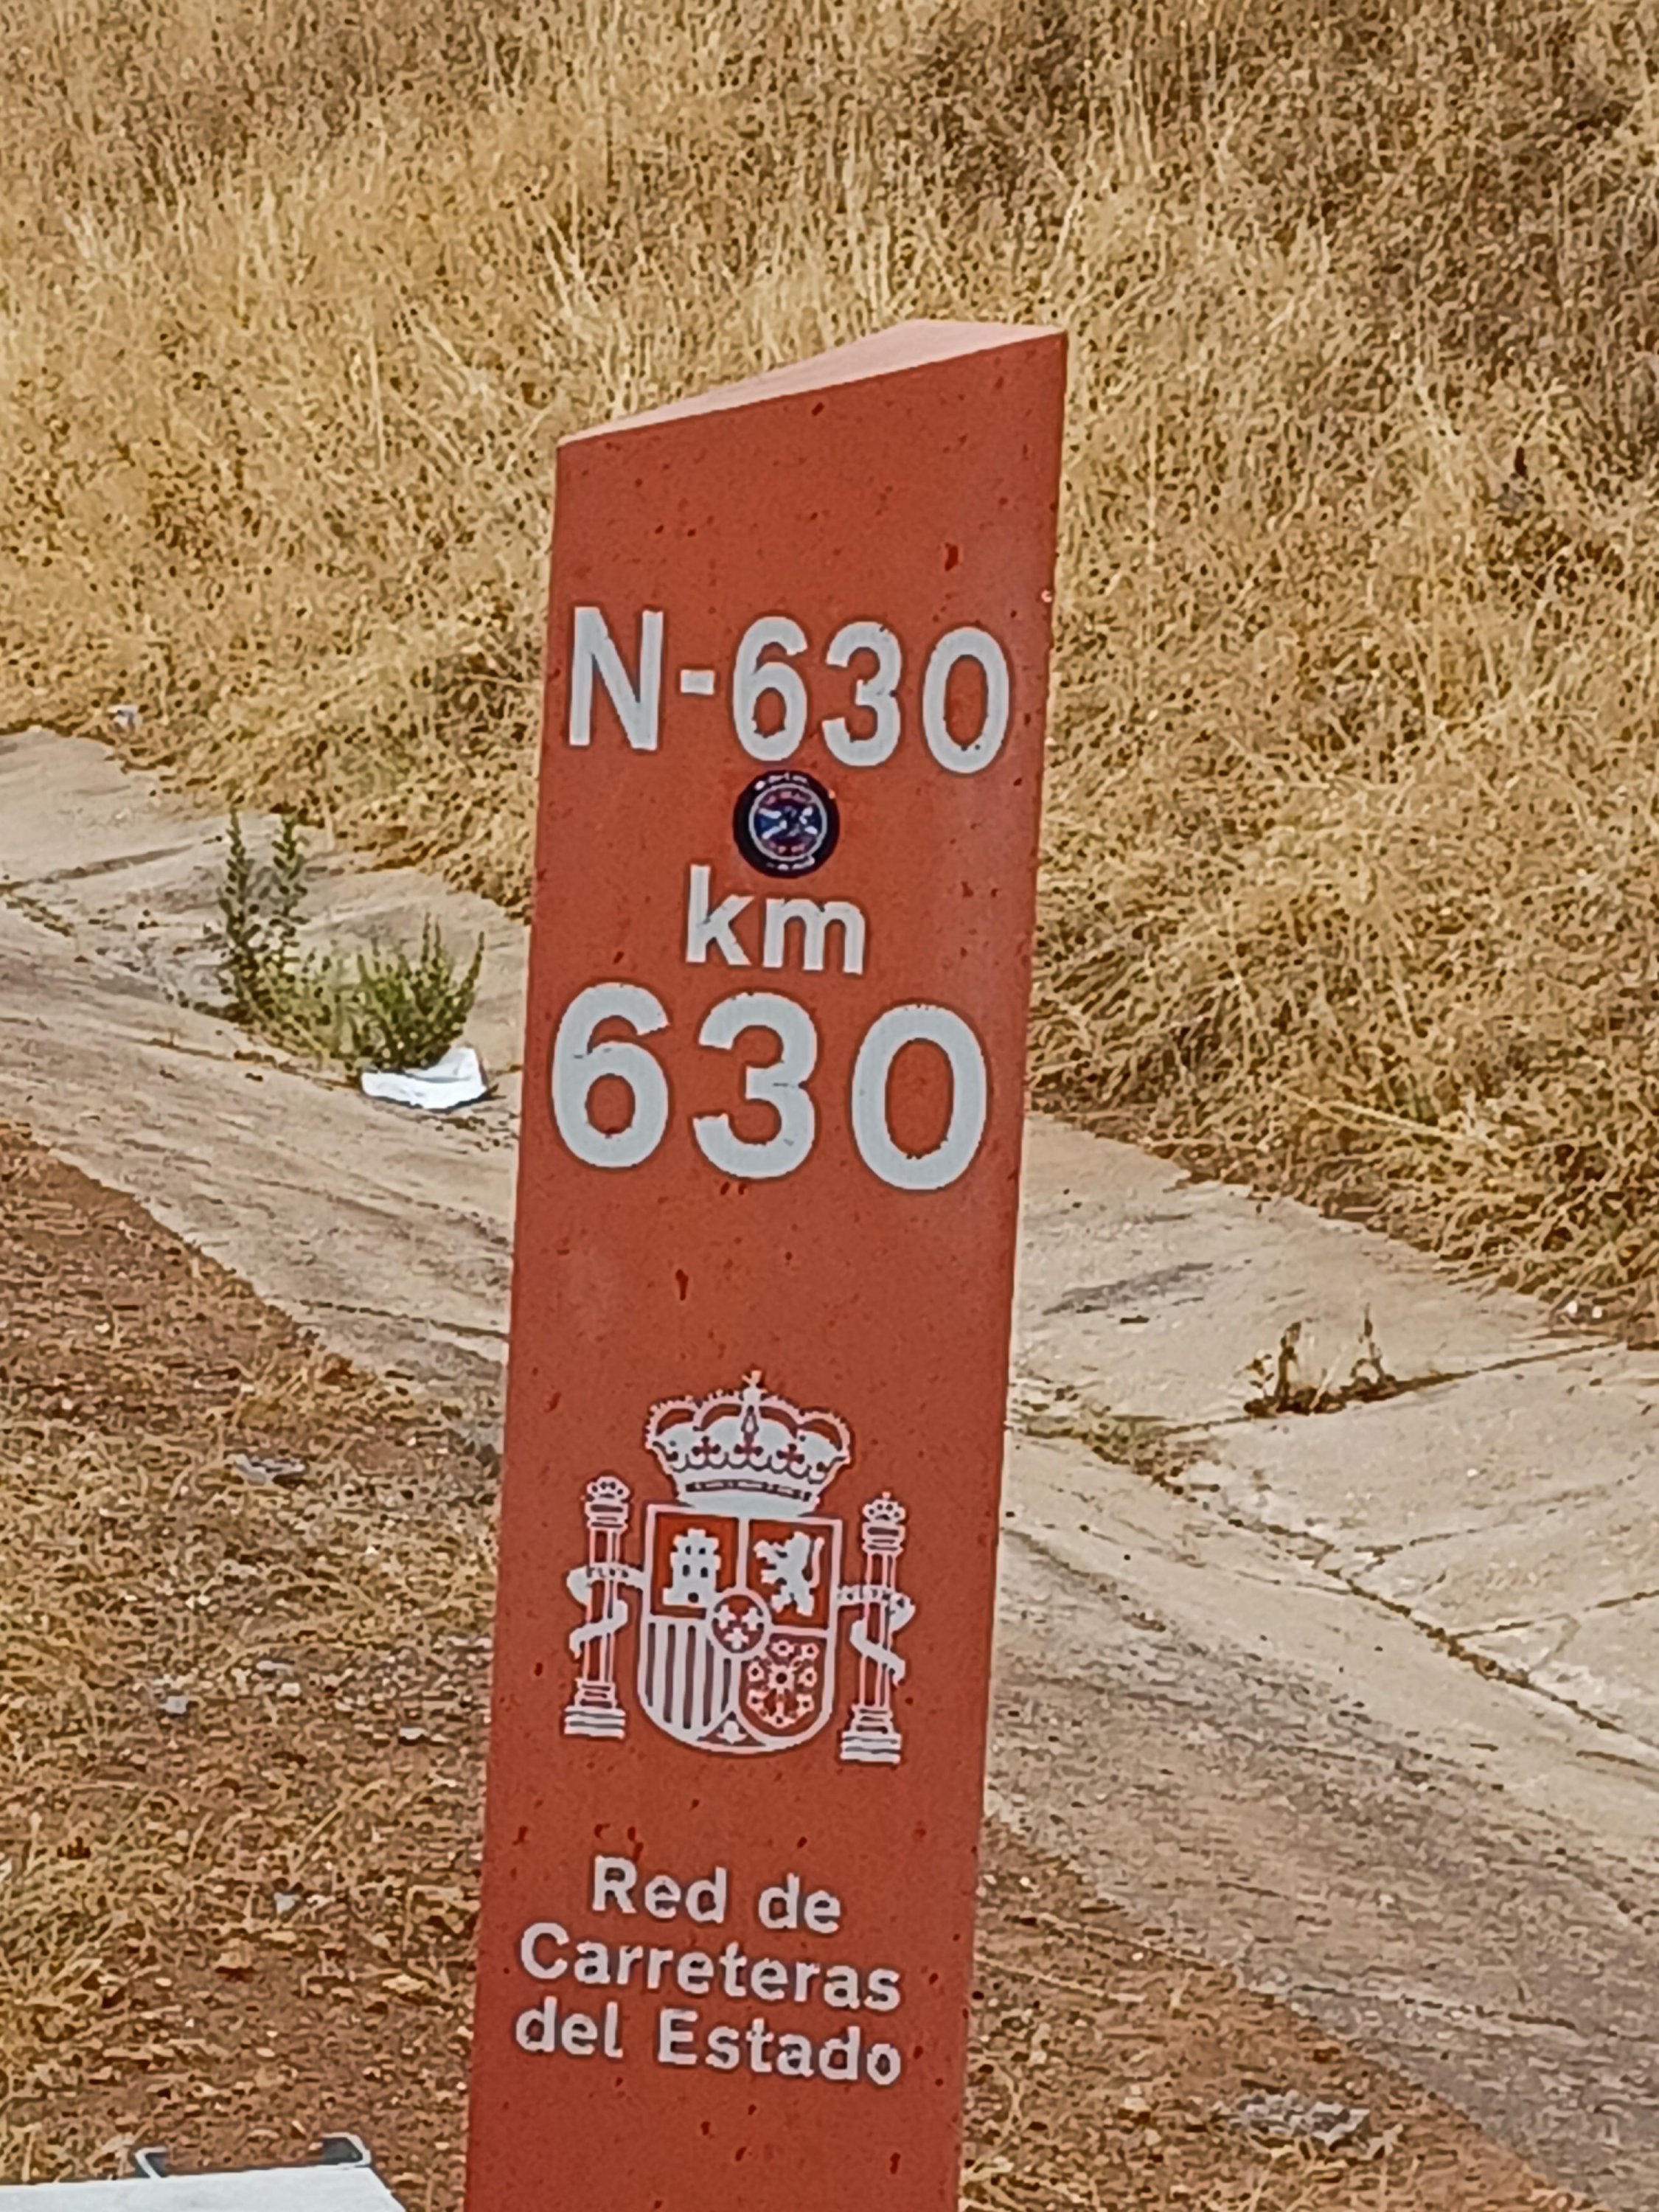 N-630
km
630
Red de
Carreteras
del Estado